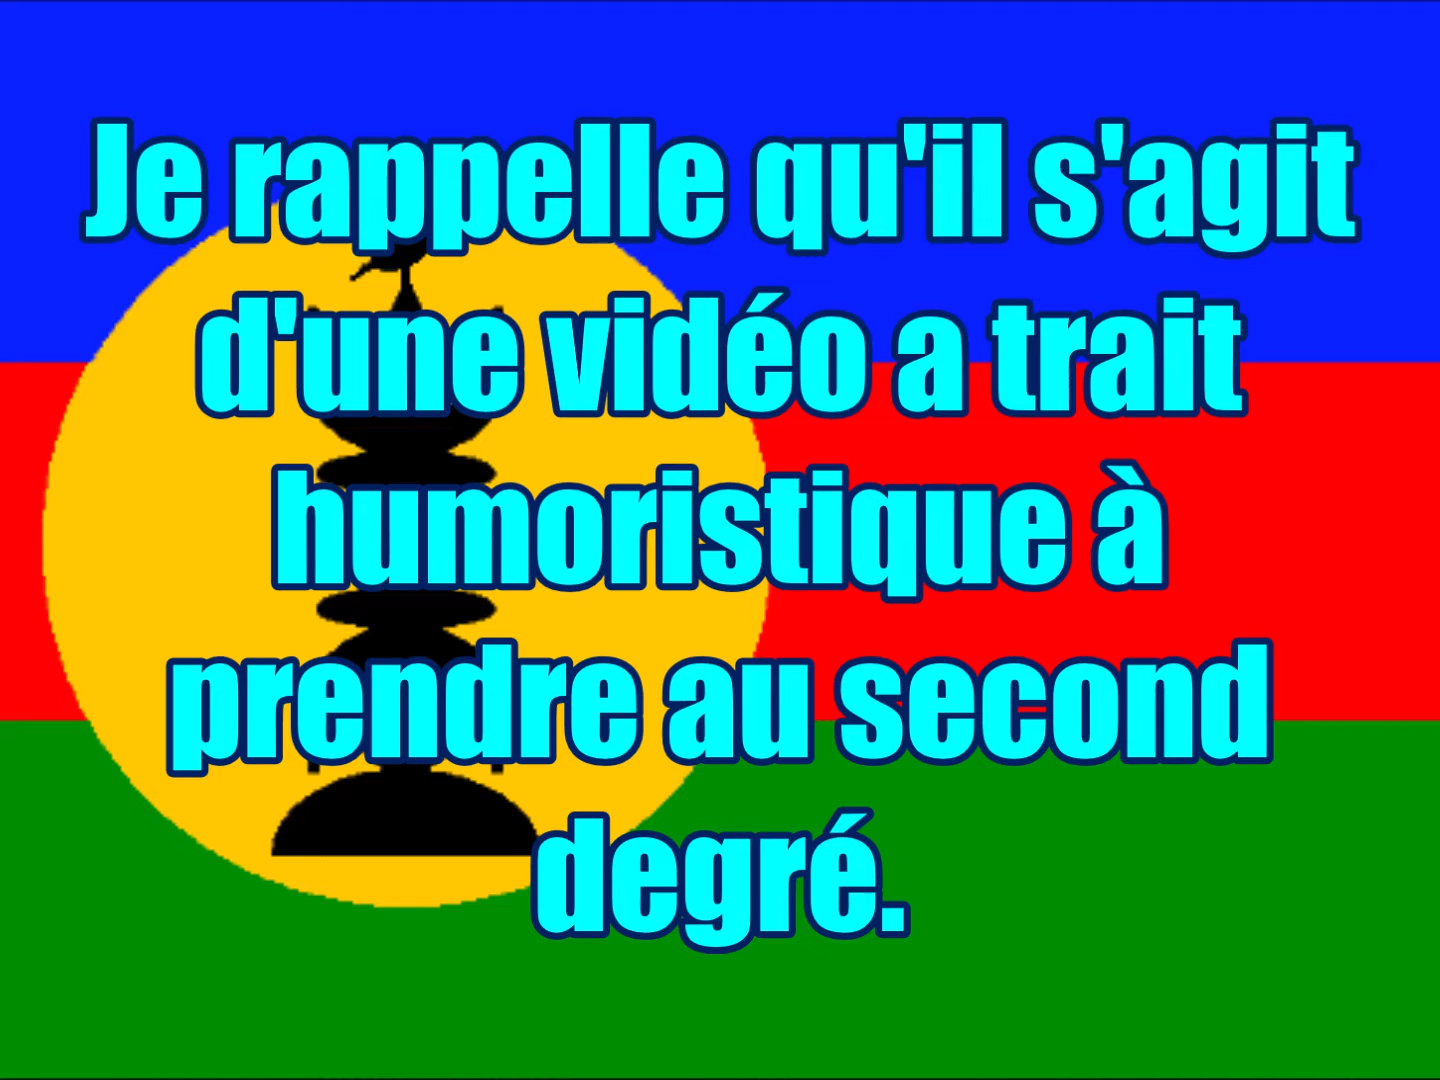 Je rappelle qu'il s'agit
d'une vidéo a trait
humoristique à
prendre au second
degré.